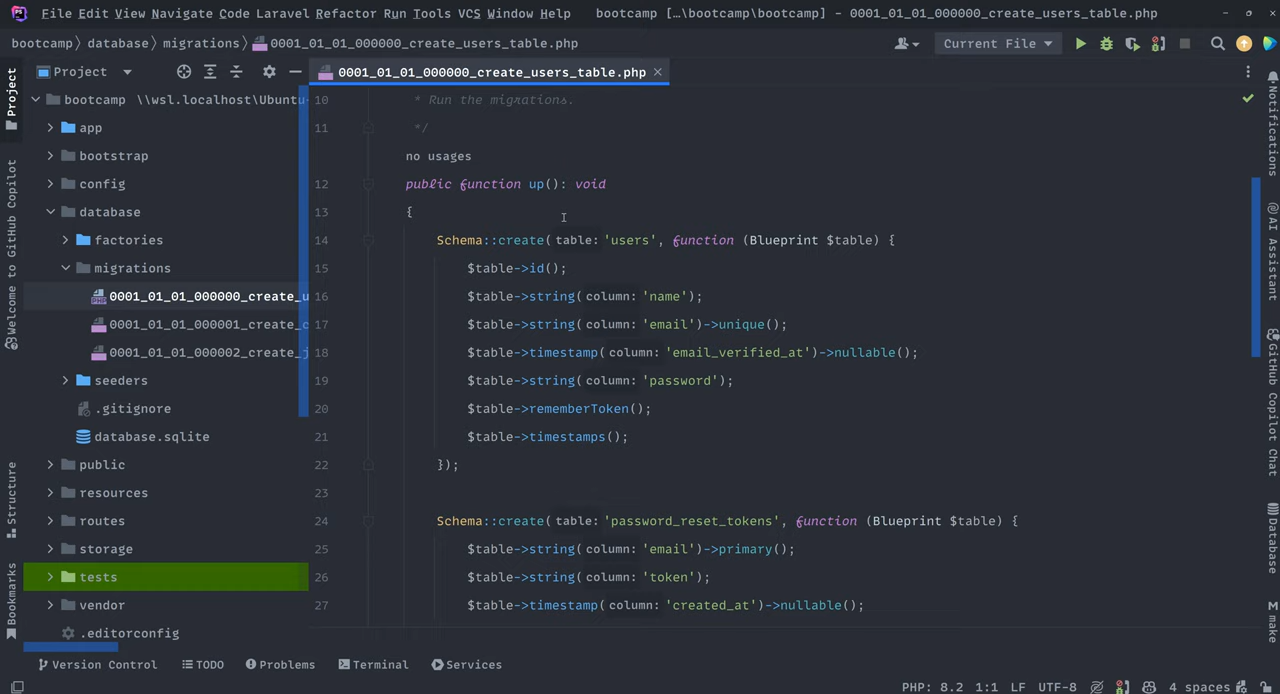 File Edit View Navigate Code Laravel Refactor Run Tools VCS Window Help bootcamp […\bootcamp\bootcamp] - 0001_01_01_000000_create_users_table.php
bootcamp database migrations 0001_01_01_000000_create_users_table.php Current File
Project
0001_01_01_000000_create_users_table.php
bootcamp \\wsl.localhost\Ubuntu-
app
bootstrap
config
database
factories
migrations
0001_01_01_000000_create_u
0001_01_01_000001_create_c
0001_01_01_000002_create_j
seeders
.gitignore
database.sqlite
public
resources
routes
storage
tests
vendor
.editorconfig
10 * Run the migrations.
11 */
no usages
12 public function up(): void
13 {
14 Schema::create( table: 'users', function (Blueprint $table) {
15 $table->id();
16 $table->string( column: 'name');
17 $table->string( column: 'email')->unique();
18 $table->timestamp( column: 'email_verified_at')->nullable();
19 $table->string( column: 'password');
20 $table->rememberToken();
21 $table->timestamps();
22 });
23
24 Schema::create( table: 'password_reset_tokens', function (Blueprint $table) {
25 $table->string( column: 'email')->primary();
26 $table->string( column: 'token');
27 $table->timestamp( column: 'created_at')->nullable();
Project
Welcome to GitHub Copilot
Structure
Bookmarks
Notifications
AI Assistant
GitHub Copilot Chat
Database
make
Version Control TODO Problems Terminal Services
PHP: 8.2 1:1 LF UTF-8 4 spaces